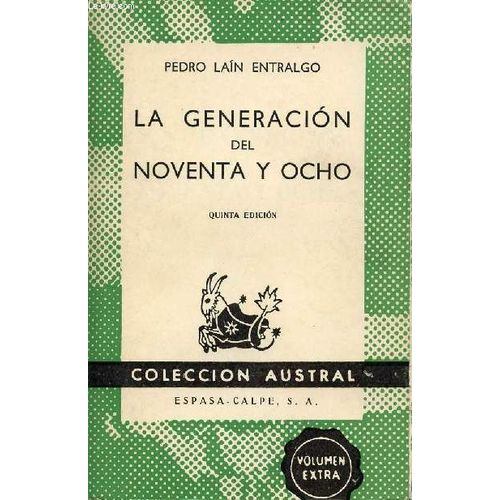 PEDRO LAÍN ENTRALGO
LA GENERACIÓN
DEL
NOVENTA Y OCHO
QUINTA EDICIÓN
COLECCION AUSTRAL
ESPASA-CALPE, S. A.
VOLUMEN
EXTRA